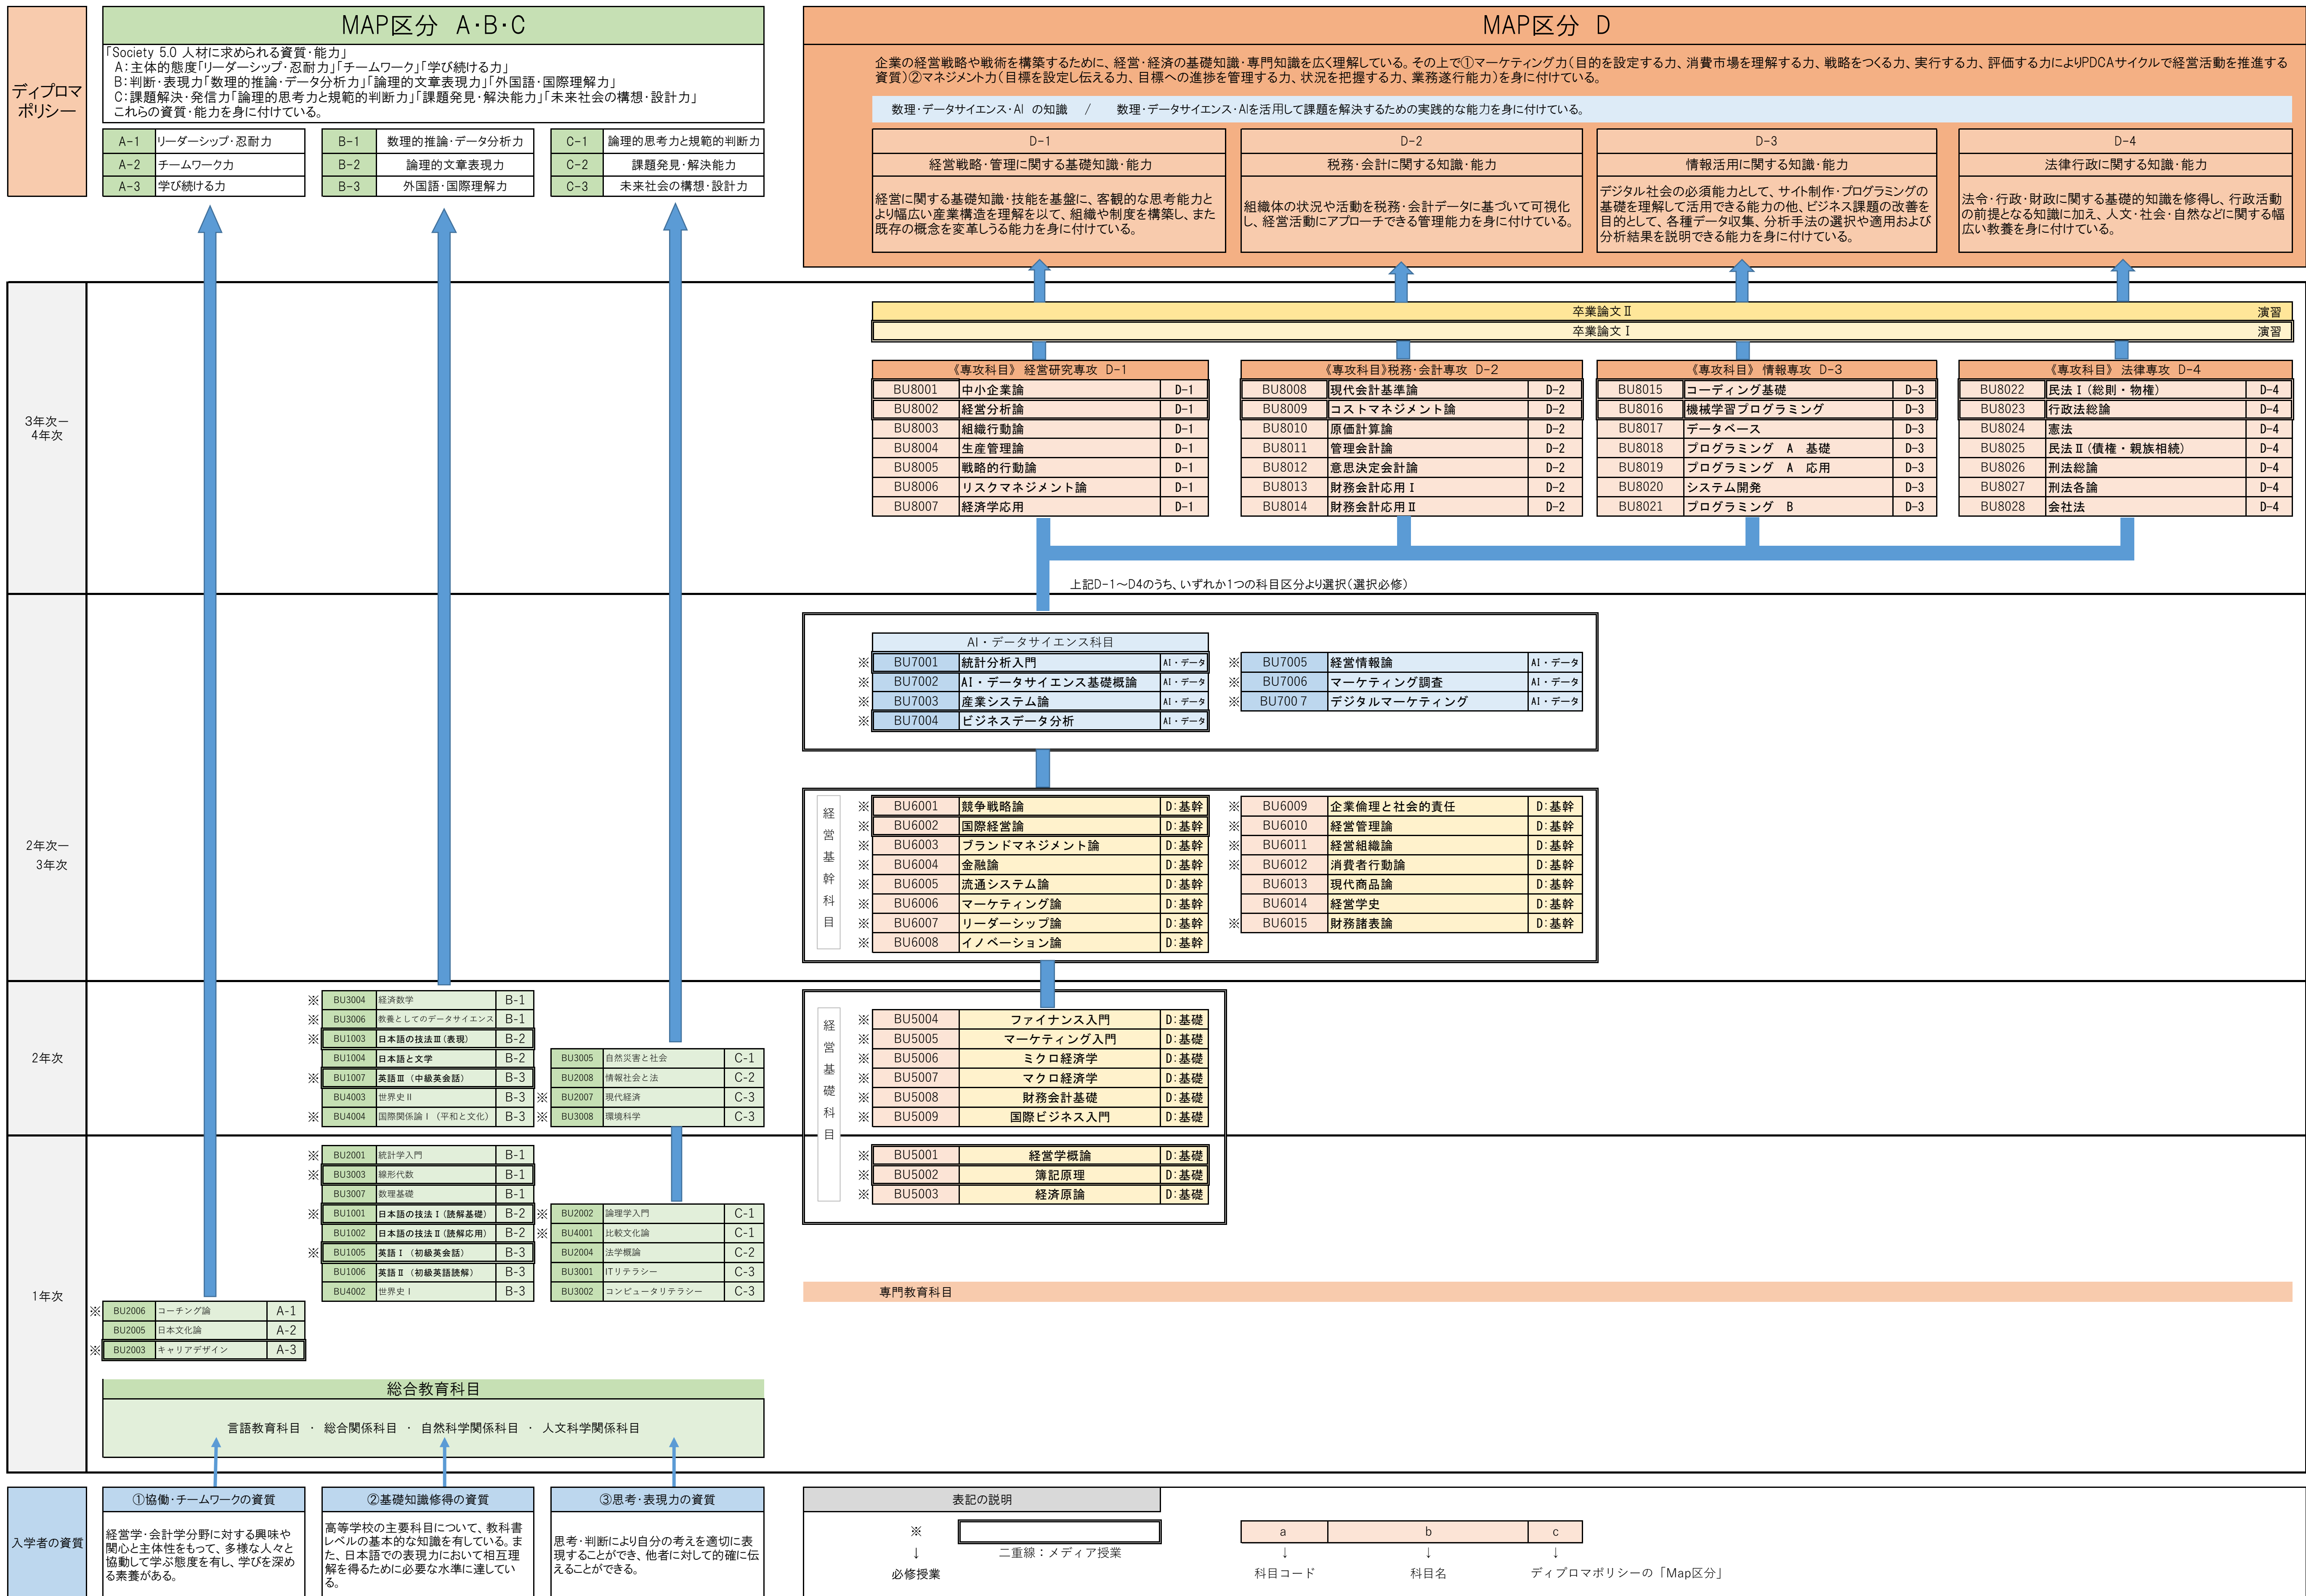 ディプロマ
ポリシー
MAP区分 A・B・C
「Society 5.0 人材に求められる資質・能力」
A:主体的態度「リーダーシップ・忍耐力」「チームワーク」「学び続ける力」
B:判断・表現力「数理的推論・データ分析力」「論理的文章表現力」「外国語・国際理解力」
C:課題解決・発信力「論理的思考力と規範的判断力」「課題発見・解決能力」「未来社会の構想・設計力」
これらの資質・能力を身に付けている。
A-1 リーダーシップ・忍耐力
A-2 チームワーク力
A-3 学び続ける力
B-1 数理的推論・データ分析力
B-2 論理的文章表現力
B-3 外国語・国際理解力
C-1 論理的思考力と規範的判断力
C-2 課題発見・解決能力
C-3 未来社会の構想・設計力
MAP区分 D
企業の経営戦略や戦術を構築するために、経営・経済の基礎知識・専門知識を広く理解している。その上で①マーケティング力(目的を設定する力、消費市場を理解する力、戦略をつくる力、実行する力、評価する力によりPDCAサイクルで経営活動を推進する
資質)②マネジメント力(目標を設定し伝える力、目標への進捗を管理する力、状況を把握する力、業務遂行能力)を身に付けている。
数理・データサイエンス・AI の知識 / 数理・データサイエンス・AIを活用して課題を解決するための実践的な能力を身に付けている。
D-1
経営戦略・管理に関する基礎知識・能力
経営に関する基礎知識・技能を基盤に、客観的な思考能力と
より幅広い産業構造を理解を以て、組織や制度を構築し、また
既存の概念を変革しうる能力を身に付けている。
D-2
税務・会計に関する知識・能力
組織体の状況や活動を税務・会計データに基づいて可視化
し、経営活動にアプローチできる管理能力を身に付けている。
D-3
情報活用に関する知識・能力
デジタル社会の必須能力として、サイト制作・プログラミングの
基礎を理解して活用できる能力の他、ビジネス課題の改善を
目的として、各種データ収集、分析手法の選択や適用および
分析結果を説明できる能力を身に付けている。
D-4
法律行政に関する知識・能力
法令・行政・財政に関する基礎的知識を修得し、行政活動
の前提となる知識に加え、人文・社会・自然などに関する幅
広い教養を身に付けている。
3年次ー
4年次
卒業論文Ⅱ 演習
卒業論文Ⅰ 演習
《専攻科目》 経営研究専攻 D-1
BU8001 中小企業論 D-1
BU8002 経営分析論 D-1
BU8003 組織行動論 D-1
BU8004 生産管理論 D-1
BU8005 戦略的行動論 D-1
BU8006 リスクマネジメント論 D-1
BU8007 経済学応用 D-1
《専攻科目》税務・会計専攻 D-2
BU8008 現代会計基準論 D-2
BU8009 コストマネジメント論 D-2
BU8010 原価計算論 D-2
BU8011 管理会計論 D-2
BU8012 意思決定会計論 D-2
BU8013 財務会計応用Ⅰ D-2
BU8014 財務会計応用Ⅱ D-2
《専攻科目》 情報専攻 D-3
BU8015 コーディング基礎 D-3
BU8016 機械学習プログラミング D-3
BU8017 データベース D-3
BU8018 プログラミング A 基礎 D-3
BU8019 プログラミング A 応用 D-3
BU8020 システム開発 D-3
BU8021 プログラミング B D-3
《専攻科目》 法律専攻 D-4
BU8022 民法Ⅰ(総則・物権) D-4
BU8023 行政法総論 D-4
BU8024 憲法 D-4
BU8025 民法Ⅱ(債権・親族相続) D-4
BU8026 刑法総論 D-4
BU8027 刑法各論 D-4
BU8028 会社法 D-4
上記D-1~D4のうち、いずれか1つの科目区分より選択(選択必修)
2年次ー
3年次
AI・データサイエンス科目
※ BU7001 統計分析入門 AI・データ
※ BU7002 AI・データサイエンス基礎概論 AI・データ
※ BU7003 産業システム論 AI・データ
※ BU7004 ビジネスデータ分析 AI・データ
※ BU7005 経営情報論 AI・データ
※ BU7006 マーケティング調査 AI・データ
※ BU700７ デジタルマーケティング AI・データ
経営基幹科目
※ BU6001 競争戦略論 D:基幹
※ BU6002 国際経営論 D:基幹
※ BU6003 ブランドマネジメント論 D:基幹
※ BU6004 金融論 D:基幹
※ BU6005 流通システム論 D:基幹
※ BU6006 マーケティング論 D:基幹
※ BU6007 リーダーシップ論 D:基幹
※ BU6008 イノベーション論 D:基幹
※ BU6009 企業倫理と社会的責任 D:基幹
※ BU6010 経営管理論 D:基幹
※ BU6011 経営組織論 D:基幹
※ BU6012 消費者行動論 D:基幹
BU6013 現代商品論 D:基幹
BU6014 経営学史 D:基幹
※ BU6015 財務諸表論 D:基幹
2年次
※ BU3004 経済数学 B-1
※ BU3006 教養としてのデータサイエンス B-1
※ BU1003 日本語の技法Ⅲ(表現) B-2
BU1004 日本語と文学 B-2
※ BU1007 英語Ⅲ(中級英会話) B-3
BU4003 世界史Ⅱ B-3
※ BU4004 国際関係論Ⅰ(平和と文化) B-3
BU3005 自然災害と社会 C-1
BU2008 情報社会と法 C-2
※ BU2007 現代経済 C-3
※ BU3008 環境科学 C-3
経営基礎科目
※ BU5004 ファイナンス入門 D:基礎
※ BU5005 マーケティング入門 D:基礎
※ BU5006 ミクロ経済学 D:基礎
※ BU5007 マクロ経済学 D:基礎
※ BU5008 財務会計基礎 D:基礎
※ BU5009 国際ビジネス入門 D:基礎
1年次
※ BU2001 統計学入門 B-1
※ BU3003 線形代数 B-1
BU3007 数理基礎 B-1
※ BU1001 日本語の技法Ⅰ(読解基礎) B-2
BU1002 日本語の技法Ⅱ(読解応用) B-2
※ BU1005 英語Ⅰ(初級英会話) B-3
BU1006 英語Ⅱ(初級英語読解) B-3
BU4002 世界史Ⅰ B-3
※ BU2002 論理学入門 C-1
※ BU4001 比較文化論 C-1
BU2004 法学概論 C-2
BU3001 ITリテラシー C-3
BU3002 コンピュータリテラシー C-3
※ BU5001 経営学概論 D:基礎
※ BU5002 簿記原理 D:基礎
※ BU5003 経済原論 D:基礎
専門教育科目
※ BU2006 コーチング論 A-1
BU2005 日本文化論 A-2
※ BU2003 キャリアデザイン A-3
総合教育科目
言語教育科目 ・ 総合関係科目 ・ 自然科学関係科目 ・ 人文科学関係科目
入学者の資質
①協働・チームワークの資質
経営学・会計学分野に対する興味や
関心と主体性をもって、多様な人々と
協働して学ぶ態度を有し、学びを深め
る素養がある。
②基礎知識修得の資質
高等学校の主要科目について、教科書
レベルの基本的な知識を有している。ま
た、日本語での表現力において相互理
解を得るために必要な水準に達してい
る。
③思考・表現力の資質
思考・判断により自分の考えを適切に表
現することができ、他者に対して的確に伝
えることができる。
表記の説明
※
↓
必修授業
二重線：メディア授業
a b c
↓ ↓ ↓
科目コード 科目名 ディプロマポリシーの「Map区分」